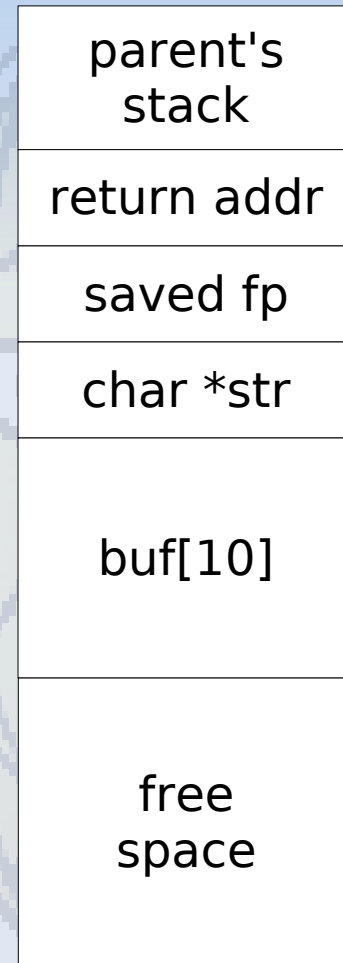 parent's
stack
return addr
saved fp
char *str
buf[10]
free
space